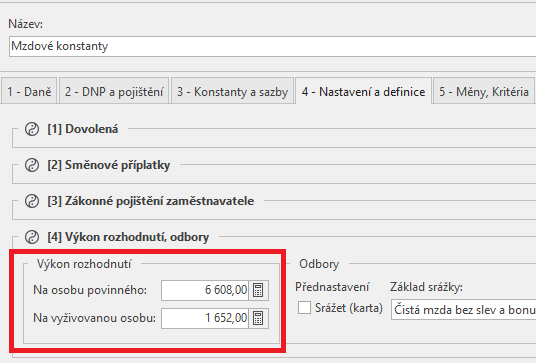 Název:
Mzdové konstanty
1 - Daně 2 - DNP a pojištění 3 - Konstanty a sazby 4 - Nastavení a definice 5 - Měny, Kritéria
[1] Dovolená
[2] Směnové příplatky
[3] Zákonné pojištění zaměstnavatele
[4] Výkon rozhodnutí, odbory
Výkon rozhodnutí Odbory
Na osobu povinného: 6 608,00 Přednastavení Základ srážky:
Srážet (karta) Čistá mzda bez slev a bonu
Na vyživovanou osobu: 1 652,00